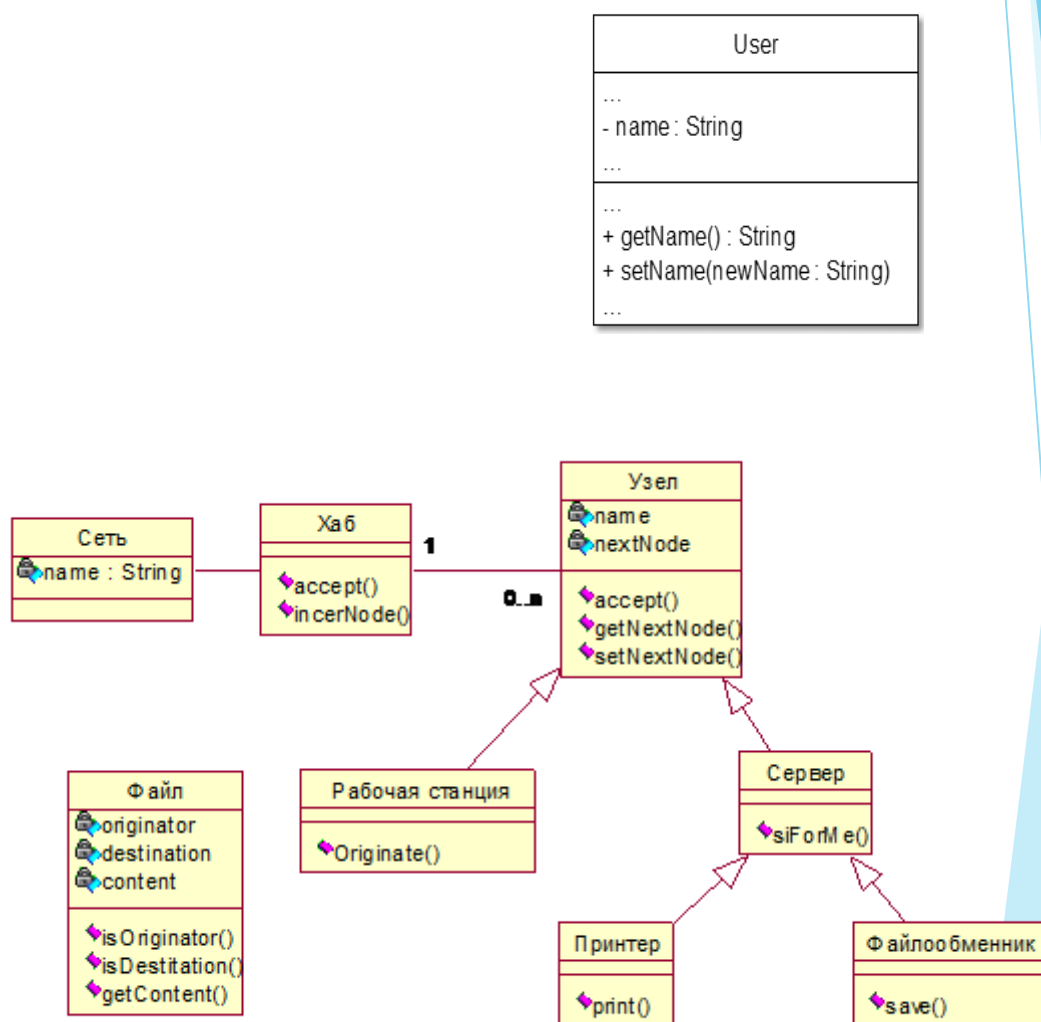 User
...
- name : String
...
...
+ getName() : String
+ setName(newName : String)
...
Сеть
name : String
Хаб
accept()
incerNode()
1
0..n
Узел
name
nextNode
accept()
getNextNode()
setNextNode()
Файл
originator
destination
content
isOriginator()
isDestitation()
getContent()
Рабочая станция
Originate()
Сервер
siForMe()
Принтер
print()
Файлообменник
save()